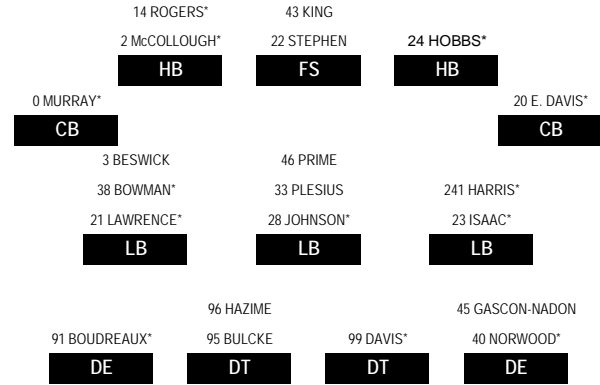 14 ROGERS* 43 KING
2 McCOLLOUGH* 22 STEPHEN 24 HOBBS*
HB FS HB
0 MURRAY* 20 E. DAVIS*
CB CB
3 BESWICK 46 PRIME
38 BOWMAN* 33 PLESIUS 241 HARRIS*
21 LAWRENCE* 28 JOHNSON* 23 ISAAC*
LB LB LB
96 HAZIME 45 GASCON-NADON
91 BOUDREAUX* 95 BULCKE 99 DAVIS* 40 NORWOOD*
DE DT DT DE